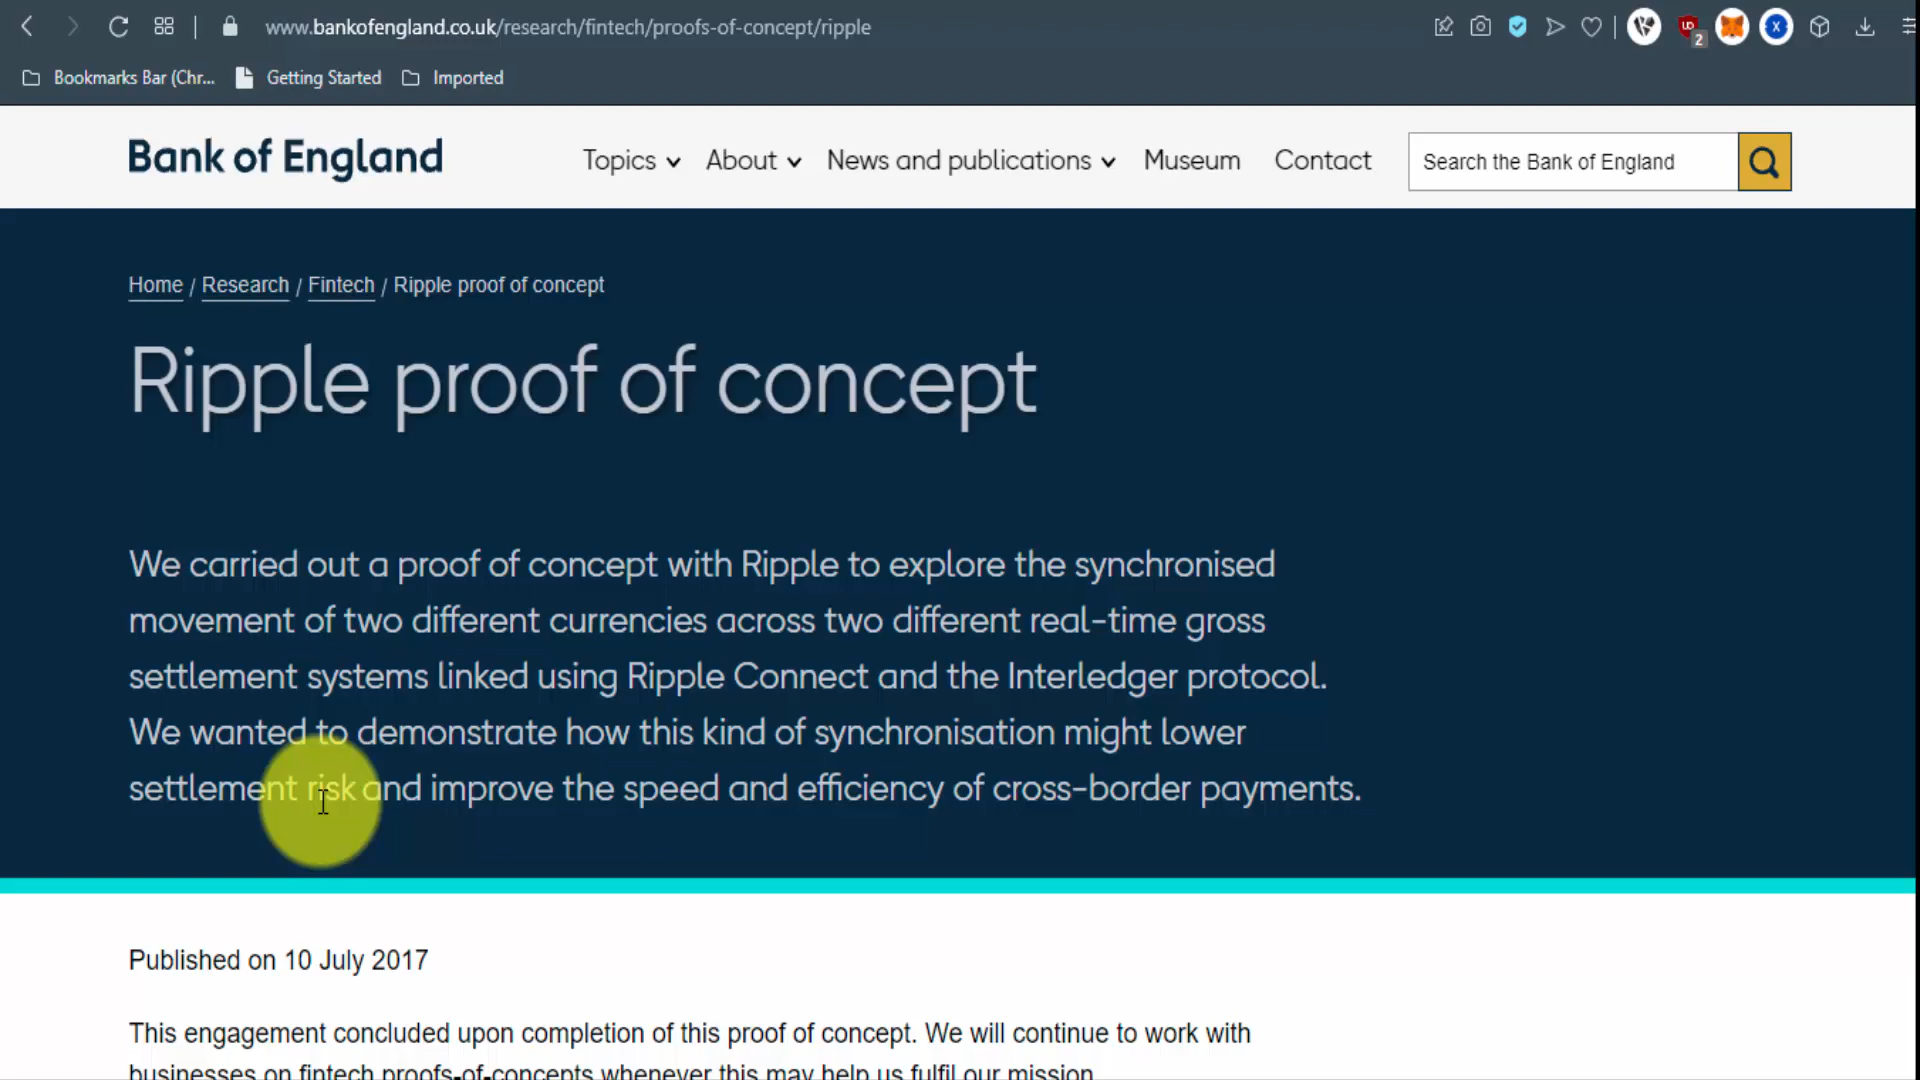 www.bankofengland.co.uk/research/fintech/proofs-of-concept/ripple
2
Bookmarks Bar (Chr... Getting Started Imported
Bank of England Topics About News and publications Museum Contact Search the Bank of England
Home / Research / Fintech / Ripple proof of concept
Ripple proof of concept
We carried out a proof of concept with Ripple to explore the synchronised
movement of two different currencies across two different real-time gross
settlement systems linked using Ripple Connect and the Interledger protocol.
We wanted to demonstrate how this kind of synchronisation might lower
settlement risk and improve the speed and efficiency of cross-border payments.
Published on 10 July 2017
This engagement concluded upon completion of this proof of concept. We will continue to work with
businesses on fintech proofs-of-concepts whenever this may help us fulfil our mission